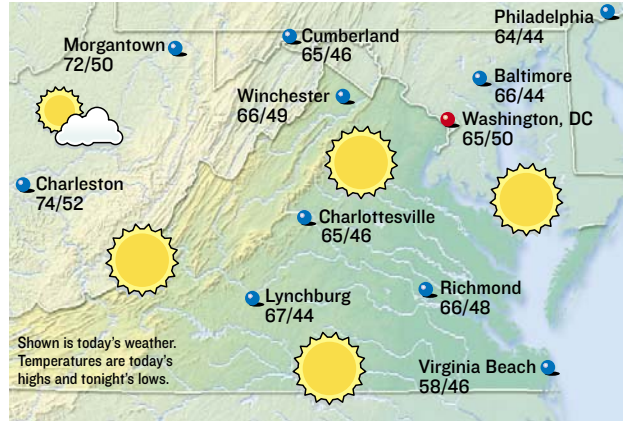 Philadelphia
64/44
Cumberland
65/46
Morgantown
72/50
Baltimore
66/44
Winchester
66/49
Washington, DC
65/50
Charleston
74/52
Charlottesville
65/46
Richmond
66/48
Lynchburg
67/44
Shown is today's weather.
Temperatures are today's
highs and tonight's lows.
Virginia Beach
58/46